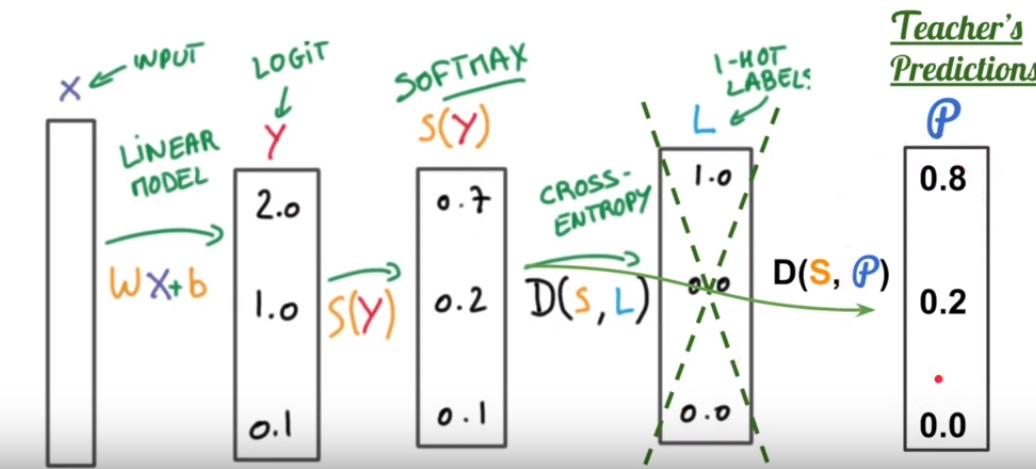 X
INPUT
LINEAR
MODEL
WX+b
LOGIT
Y
2.0
1.0
0.1
S(Y)
SOFTMAX
S(Y)
0.7
0.2
0.1
CROSS-
ENTROPY
D(S,L)
1-HOT
LABELS
L
1.0
0.0
0.0
D(S, P)
Teacher's
Predictions
P
0.8
0.2
0.0